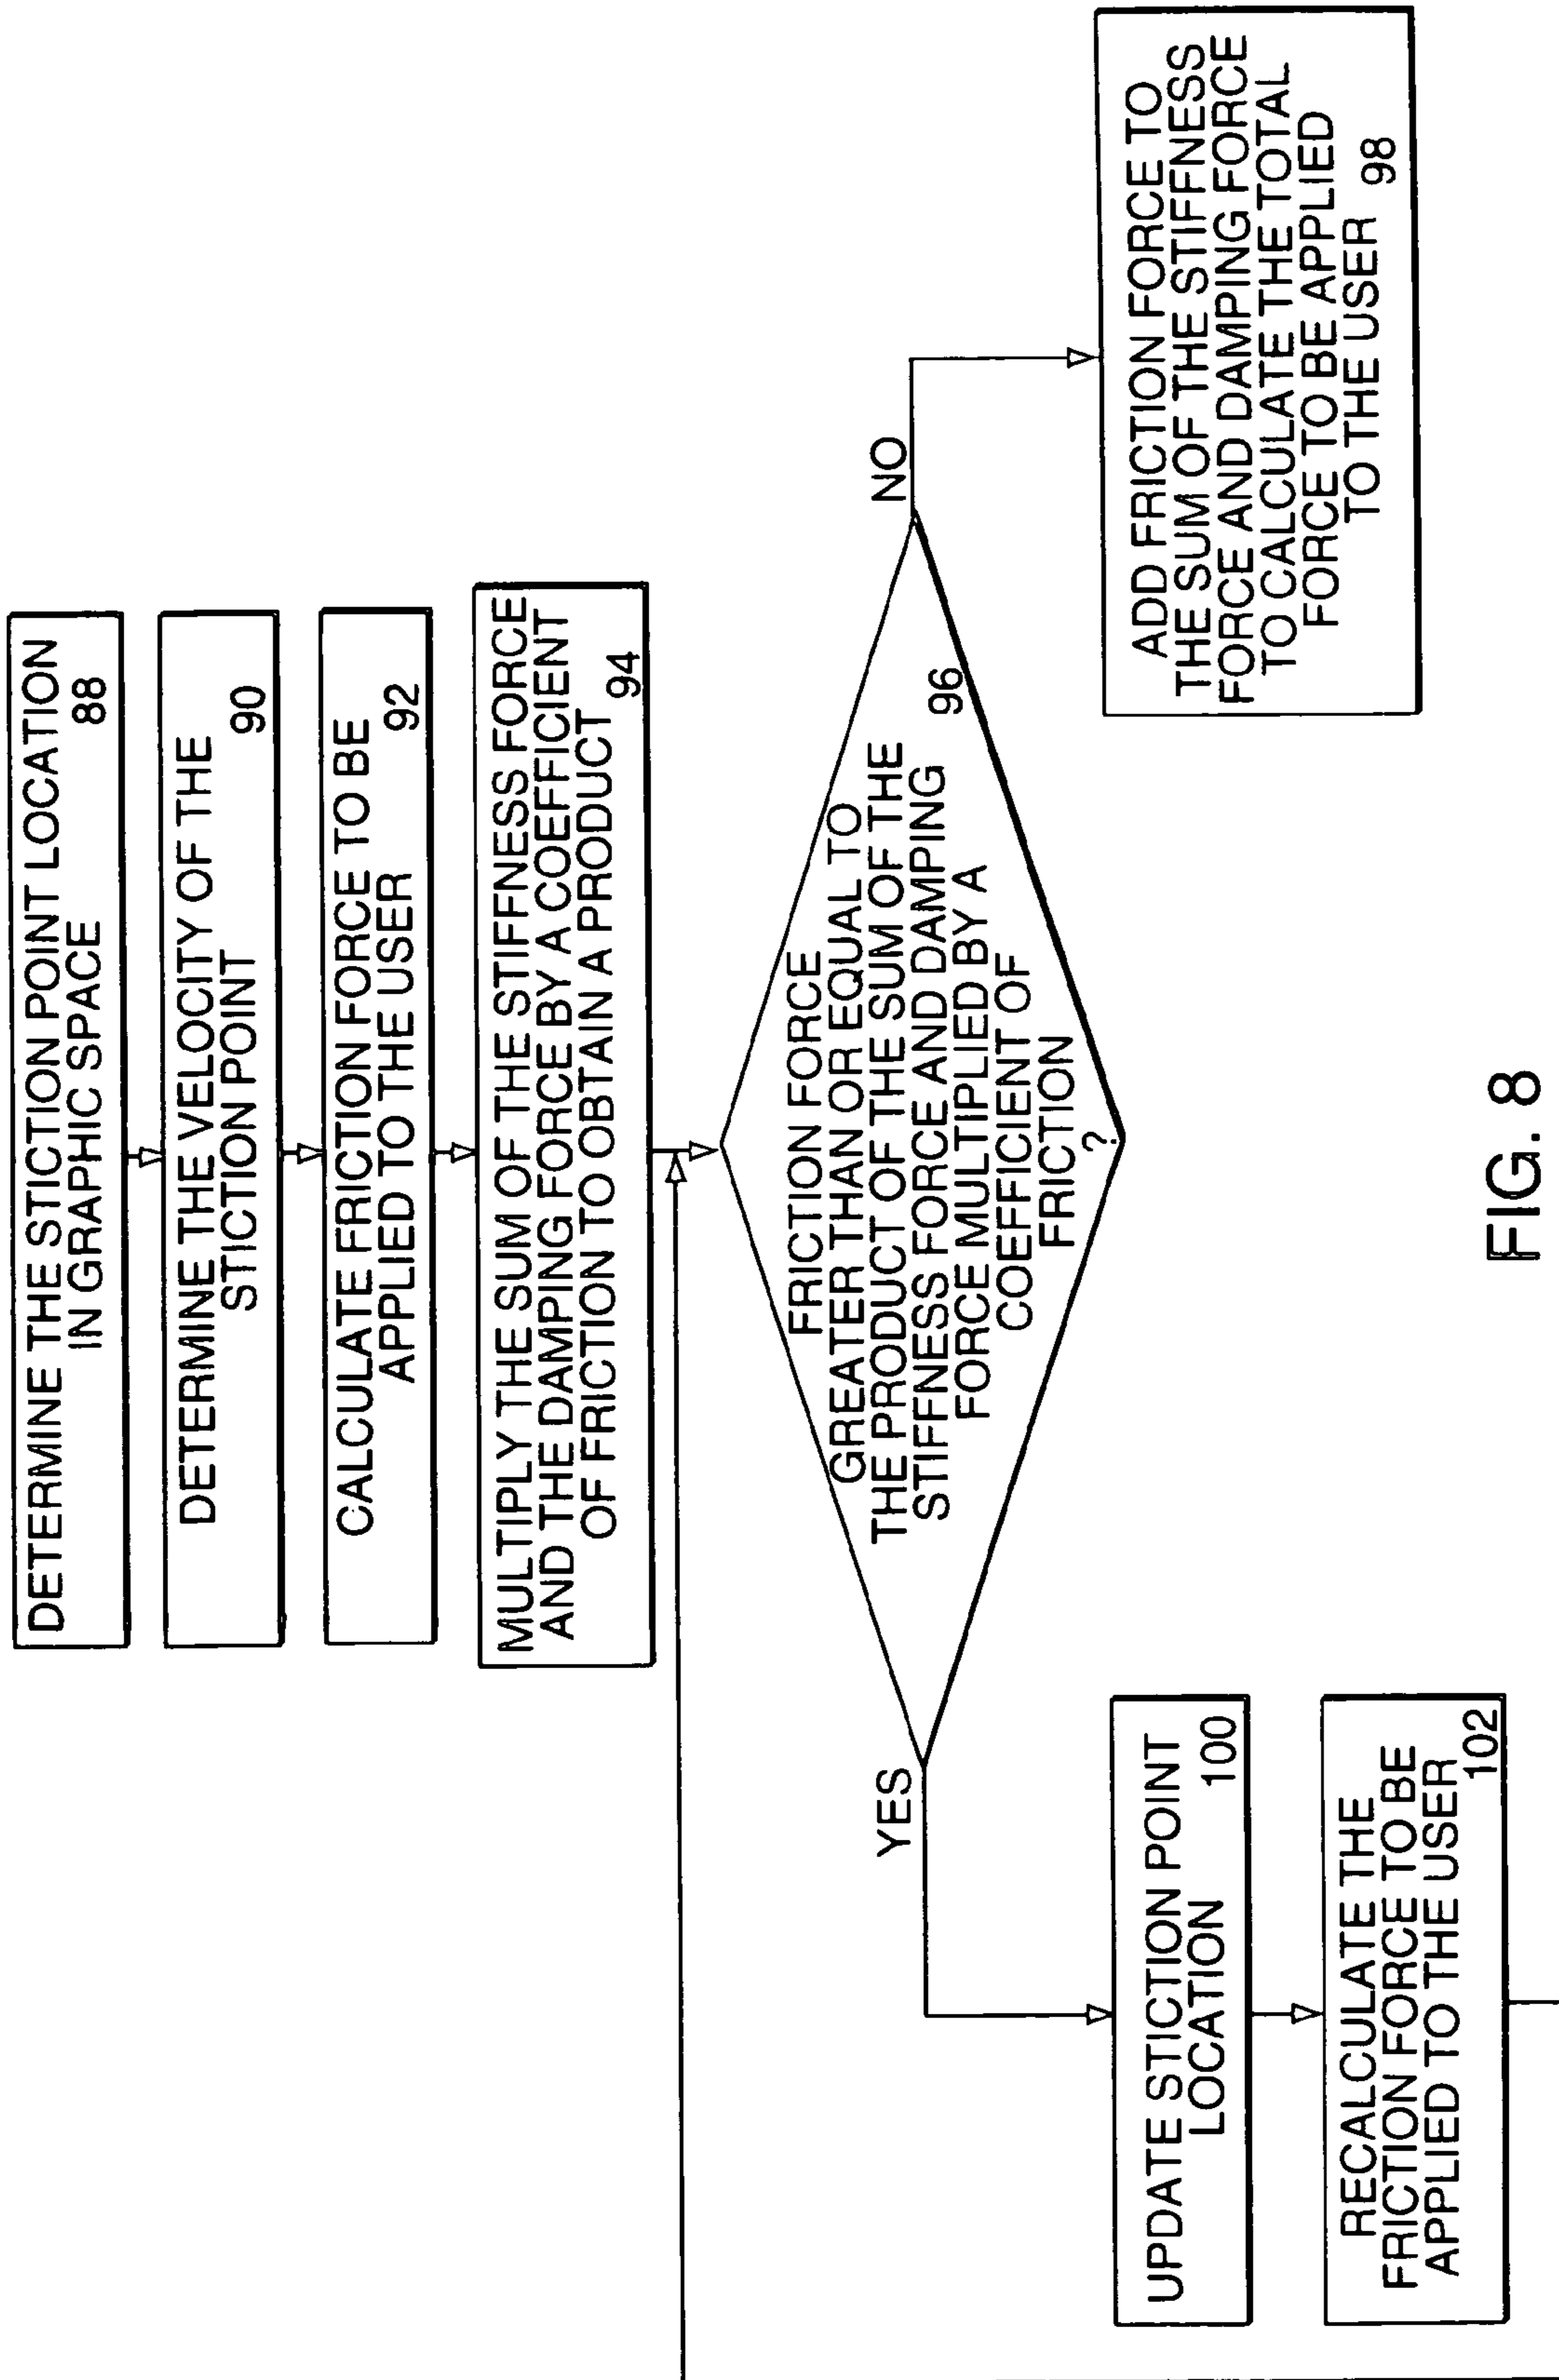 DETERMINE THE STICTION POINT LOCATION
IN GRAPHIC SPACE
88
DETERMINE THE VELOCITY OF THE
STICTION POINT
90
CALCULATE FRICTION FORCE TO BE
APPLIED TO THE USER
92
MULTIPLY THE SUM OF THE STIFFNESS FORCE
AND THE DAMPING FORCE BY A COEFFICIENT
OF FRICTION TO OBTAIN A PRODUCT
94
FRICTION FORCE
GREATER THAN OR EQUAL TO
THE PRODUCT OF THE SUM OF THE
STIFFNESS FORCE AND DAMPING
FORCE MULTIPLIED BY A
COEFFICIENT OF
FRICTION
?
96
YES
NO
UPDATE STICTION POINT
LOCATION
100
RECALCULATE THE
FRICTION FORCE TO BE
APPLIED TO THE USER
102
ADD FRICTION FORCE TO
THE SUM OF THE STIFFNESS
FORCE AND DAMPING FORCE
TO CALCULATE THE TOTAL
FORCE TO BE APPLIED
TO THE USER
98
FIG. 8